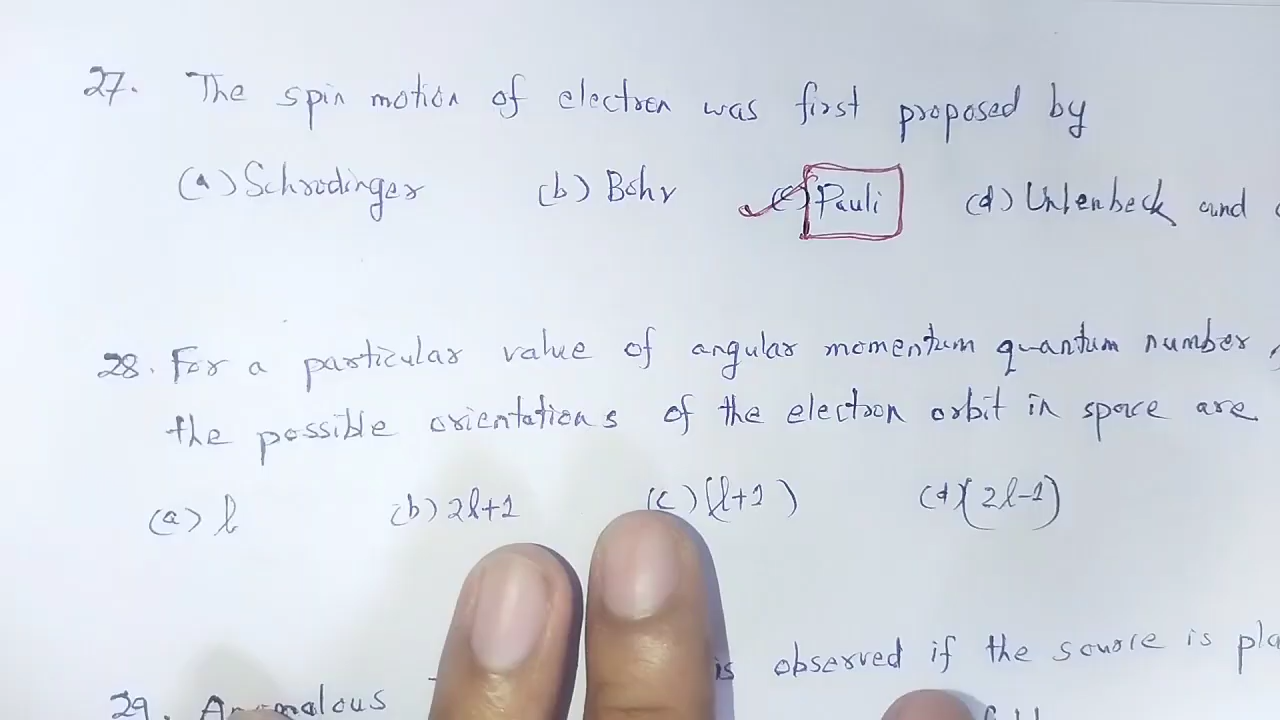 27. The spin motion of electron was first proposed by
(a) Schrodinger (b) Bohr (c) Pauli (d) Unlenbeck and
28. For a particular value of angular momentum quantum number
the possible orientations of the electron orbit in space are
(a) l (b) 2l+1 (c) (l+1) (d) (2l-1)
is observed if the source is
29. Anomalous